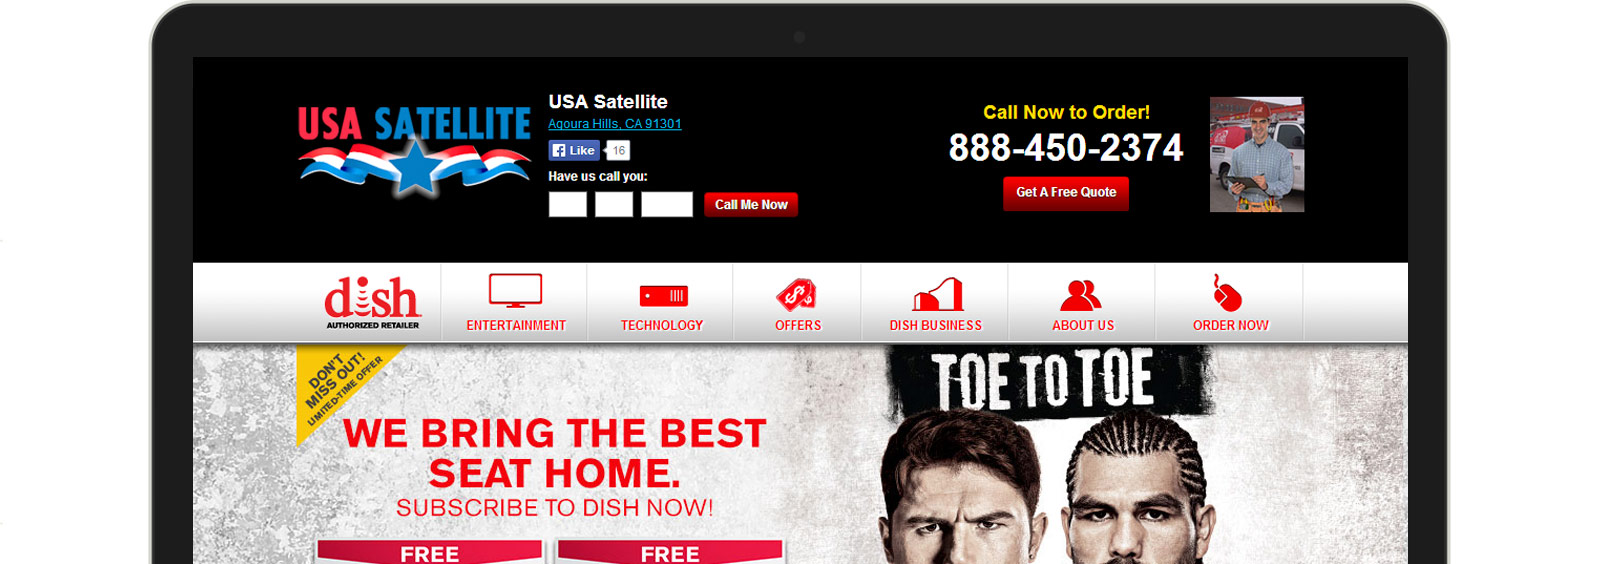 USA SATELLITE
USA Satellite
Agoura Hills, CA 91301
Like 16
Have us call you:
Call Me Now
Call Now to Order!
888-450-2374
Get A Free Quote
dish
AUTHORIZED RETAILER
ENTERTAINMENT
TECHNOLOGY
OFFERS
DISH BUSINESS
ABOUT US
ORDER NOW
DON'T
MISS OUT!
LIMITED-TIME OFFER
WE BRING THE BEST
SEAT HOME.
SUBSCRIBE TO DISH NOW!
FREE
FREE
TOE TO TOE